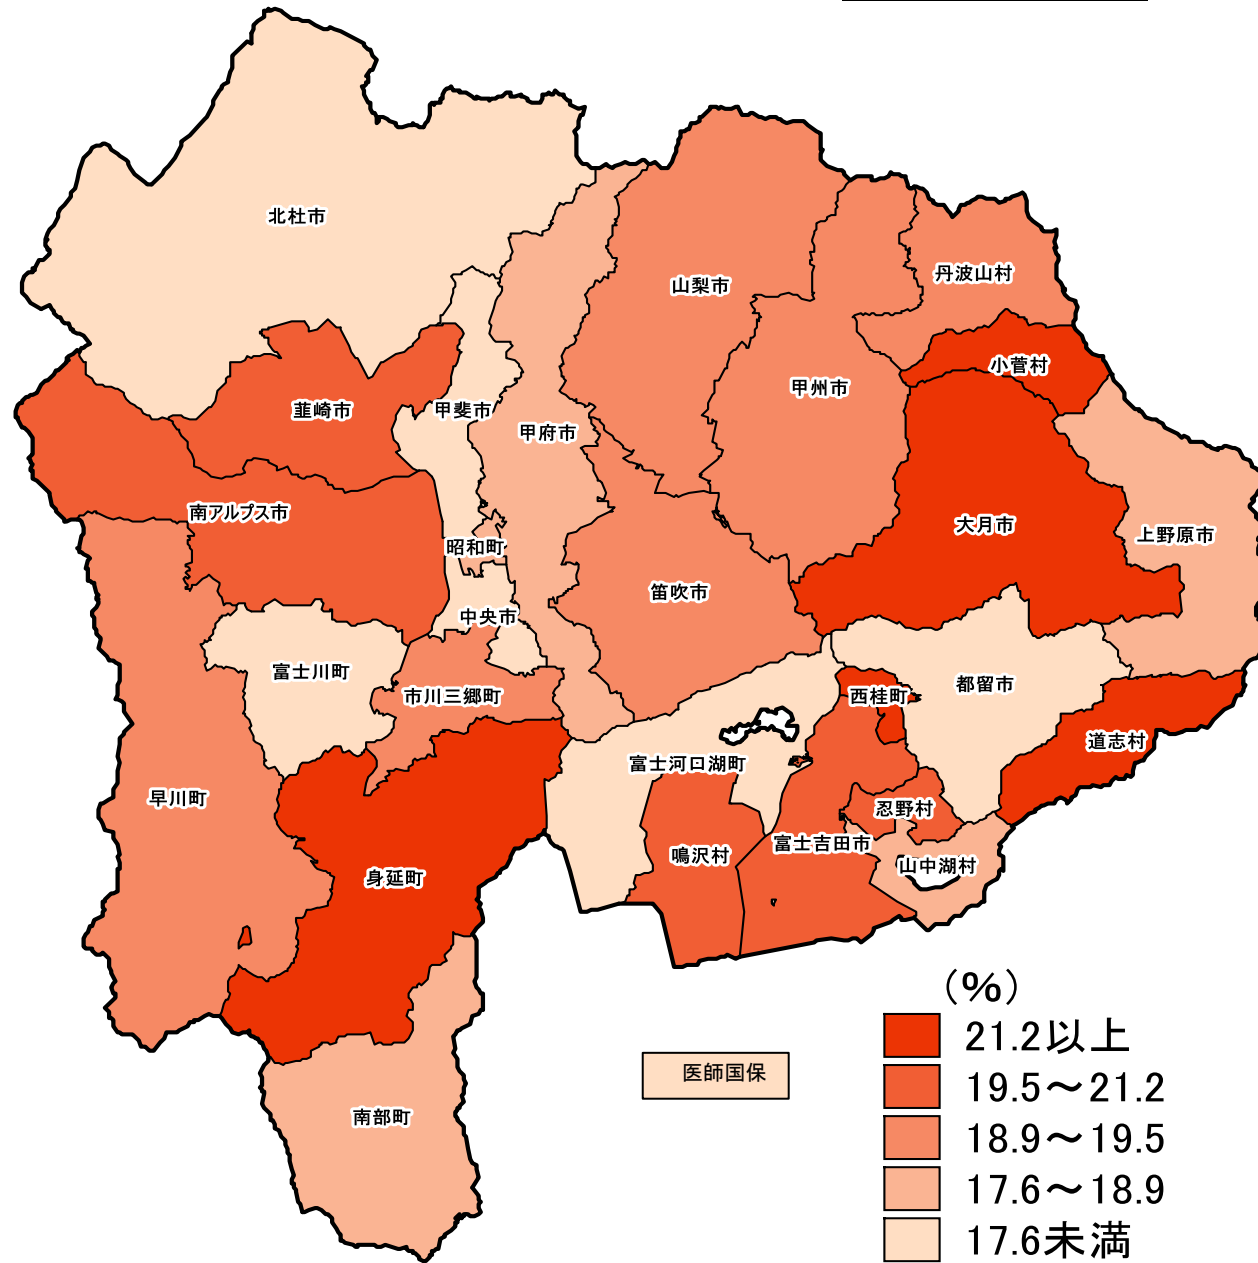 北杜市
丹波山村
山梨市
小菅村
甲州市
韮崎市
甲斐市
甲府市
南アルプス市
大月市
上野原市
昭和町
笛吹市
中央市
富士川町
都留市
市川三郷町
西桂町
道志村
富士河口湖町
早川町
忍野村
富士吉田市
鳴沢村
山中湖村
身延町
南部町
医師国保
(%)
21.2以上
19.5～21.2
18.9～19.5
17.6～18.9
17.6未満